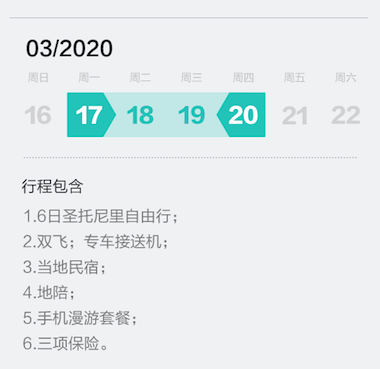 03/2020
周日 周一 周二 周三 周四 周五 周六
16 17 18 19 20 21 22
行程包含
1.6日圣托尼里自由行；
2.双飞；专车接送机；
3.当地民宿；
4.地陪；
5.手机漫游套餐；
6.三项保险。